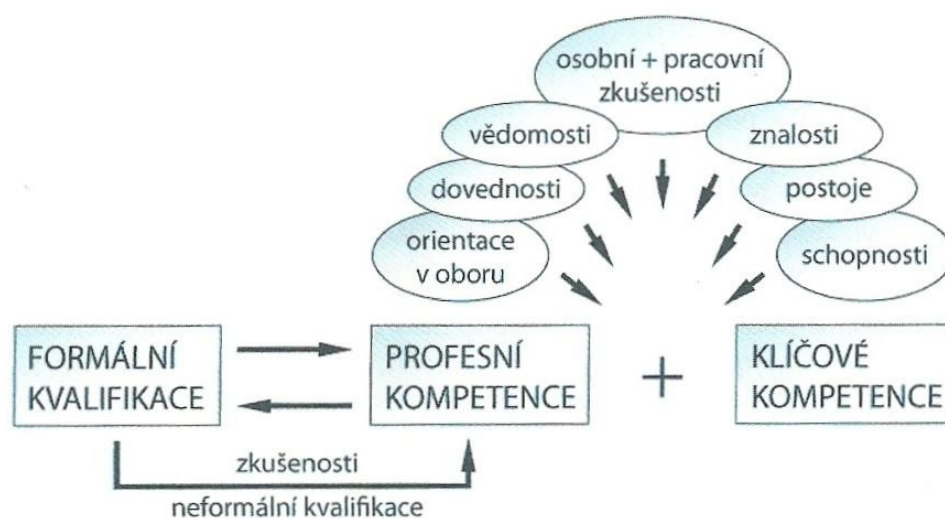 osobní + pracovní
zkušenosti
vědomosti
znalosti
dovednosti
postoje
orientace
v oboru
schopnosti
FORMÁLNÍ
KVALIFIKACE
PROFESNÍ
KOMPETENCE
+
KLÍČOVÉ
KOMPETENCE
zkušenosti
neformální kvalifikace